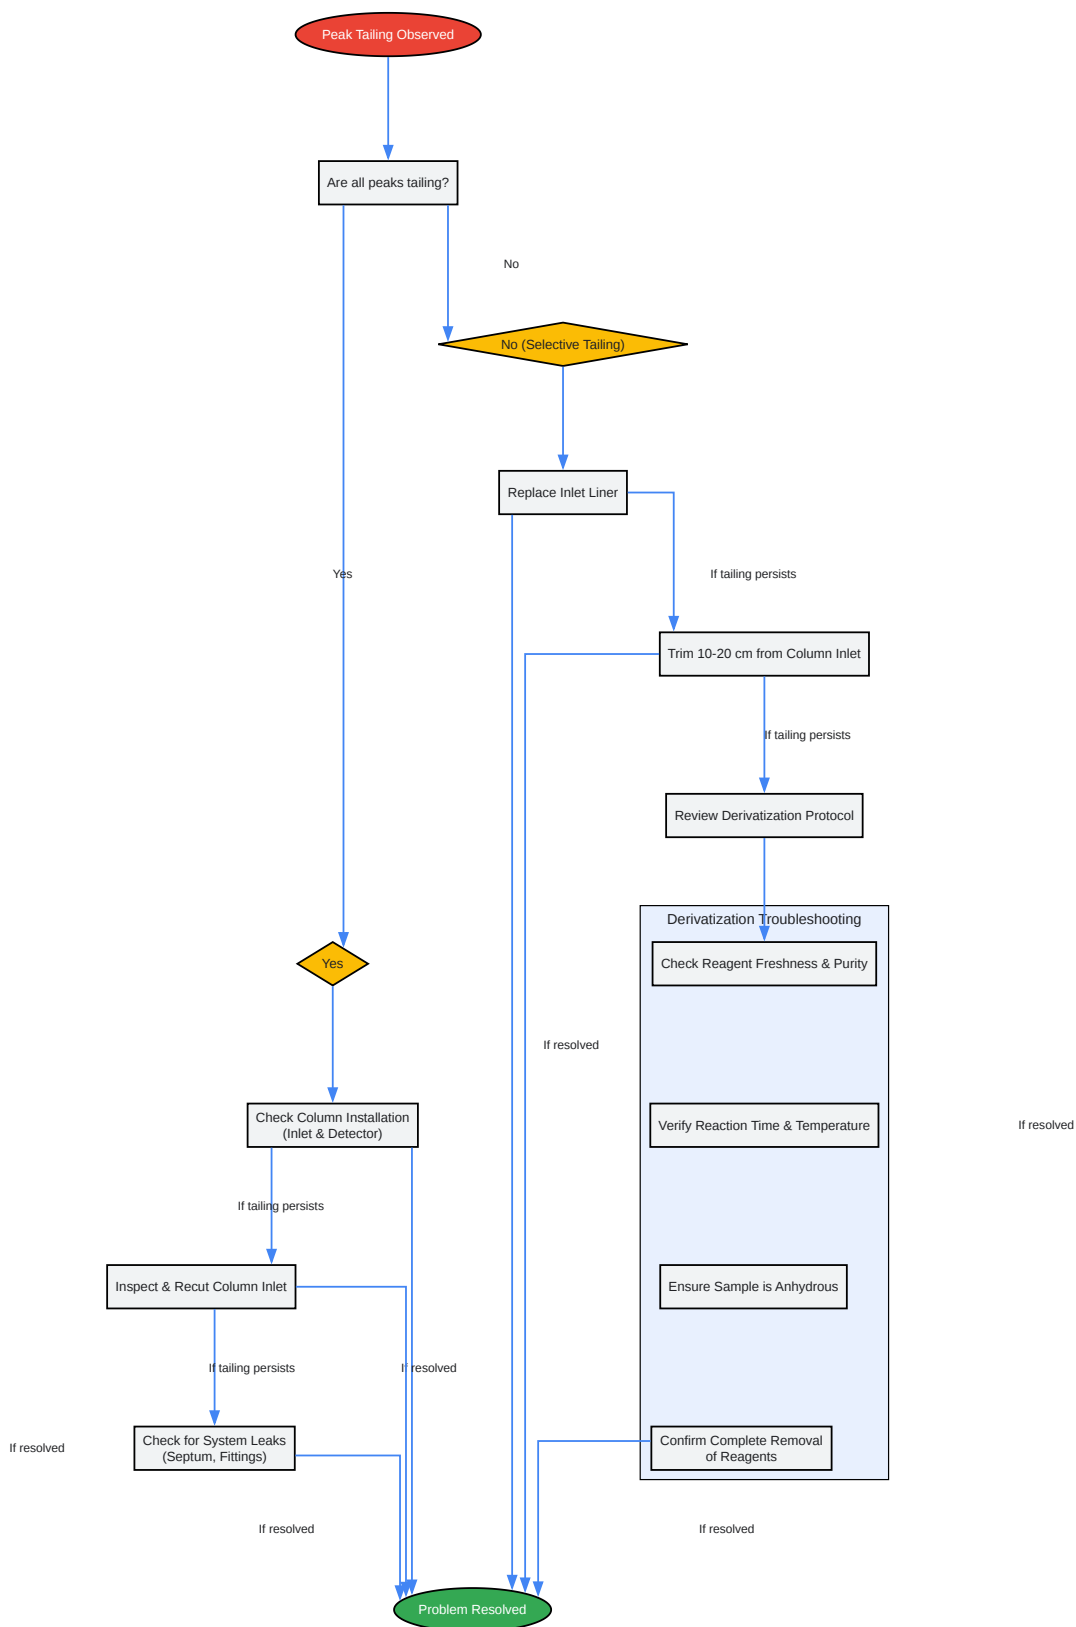 Peak Tailing Observed
Are all peaks tailing?
No
No (Selective Tailing)
Replace Inlet Liner
Yes
If tailing persists
Trim 10-20 cm from Column Inlet
If tailing persists
Review Derivatization Protocol
Derivatization Troubleshooting
Yes
Check Reagent Freshness & Purity
If resolved
Check Column Installation
(Inlet & Detector)
Verify Reaction Time & Temperature
If resolved
If tailing persists
Inspect & Recut Column Inlet
Ensure Sample is Anhydrous
If tailing persists
If resolved
If resolved
Check for System Leaks
(Septum, Fittings)
Confirm Complete Removal
of Reagents
If resolved
If resolved
Problem Resolved